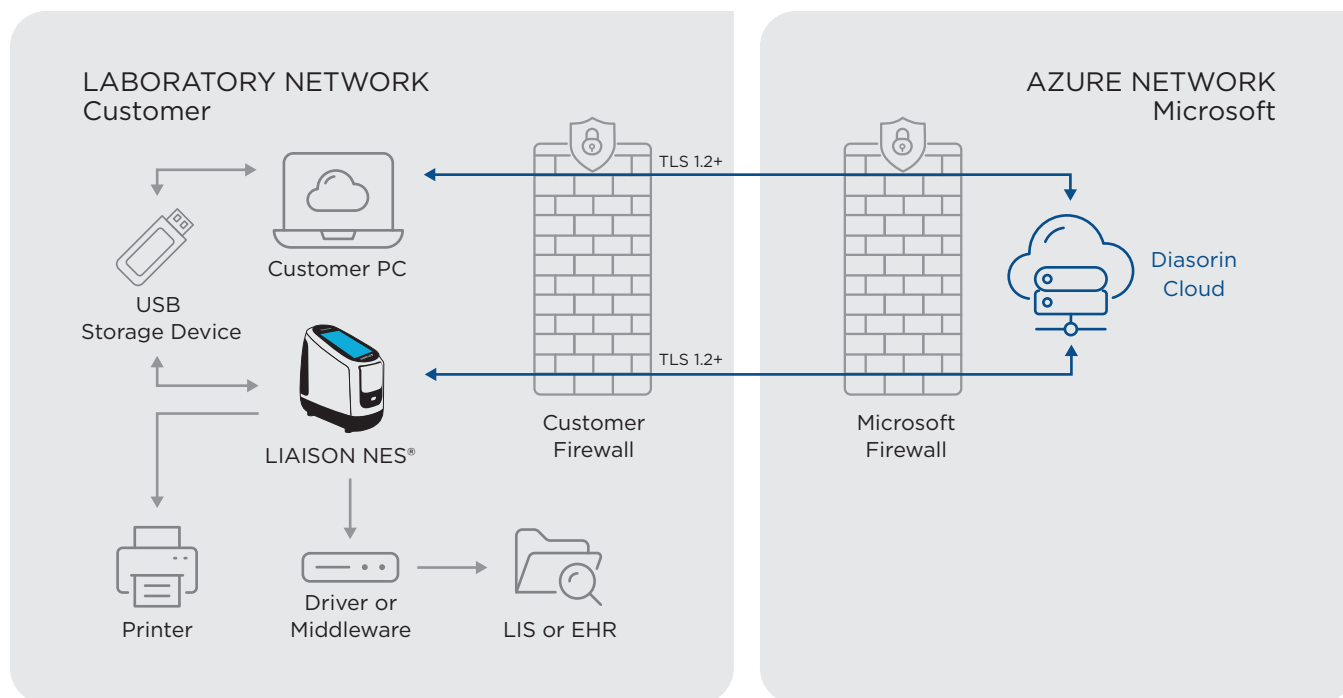 LABORATORY NETWORK
Customer
AZURE NETWORK
Microsoft
TLS 1.2+
Customer PC
Diasorin
Cloud
USB
Storage Device
TLS 1.2+
Customer
Firewall
Microsoft
Firewall
LIAISON NES®
Printer
Driver or
Middleware
LIS or EHR